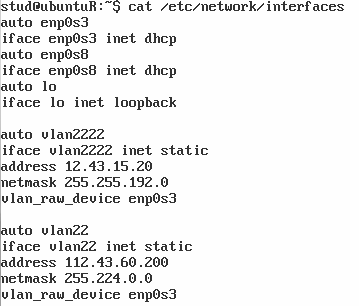 stud@ubuntuR:~$ cat /etc/network/interfaces
auto enp0s3
iface enp0s3 inet dhcp
auto enp0s8
iface enp0s8 inet dhcp
auto lo
iface lo inet loopback
auto vlan2222
iface vlan2222 inet static
address 12.43.15.20
netmask 255.255.192.0
vlan_raw_device enp0s3
auto vlan22
iface vlan22 inet static
address 112.43.60.200
netmask 255.224.0.0
vlan_raw_device enp0s3